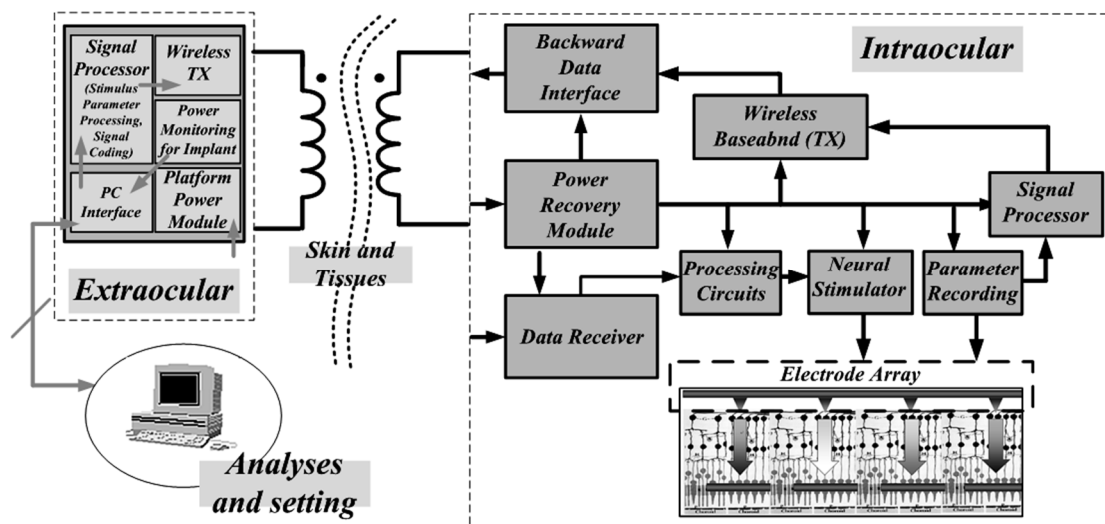 Signal
Processor
(Stimulus
Parameter
Processing,
Signal
Coding)
Wireless
TX
Power
Monitoring
for Implant
PC
Interface
Platform
Power
Module
Extraocular
Skin and
Tissues
Analyses
and setting
Intraocular
Backward
Data
Interface
Wireless
Baseabnd (TX)
Power
Recovery
Module
Signal
Processor
Processing
Circuits
Neural
Stimulator
Parameter
Recording
Data Receiver
Electrode Array